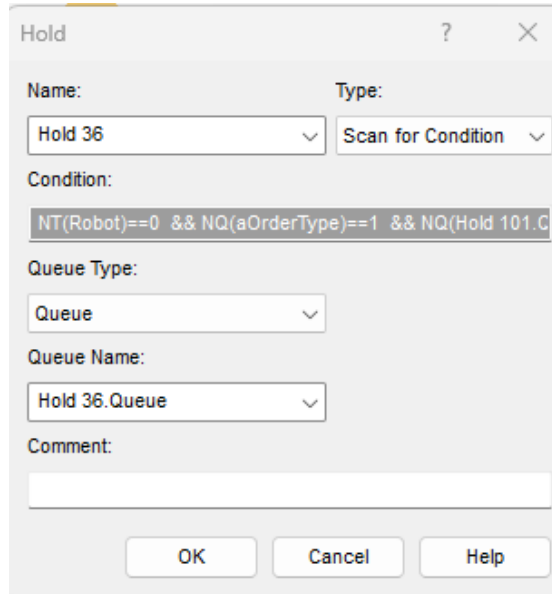 Hold ?
Name: Type:
Hold 36 Scan for Condition
Condition:
NT(Robot)==0 && NQ(aOrderType)==1 && NQ(Hold 101.Q
Queue Type:
Queue
Queue Name:
Hold 36.Queue
Comment:
OK Cancel Help